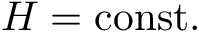 H = const.